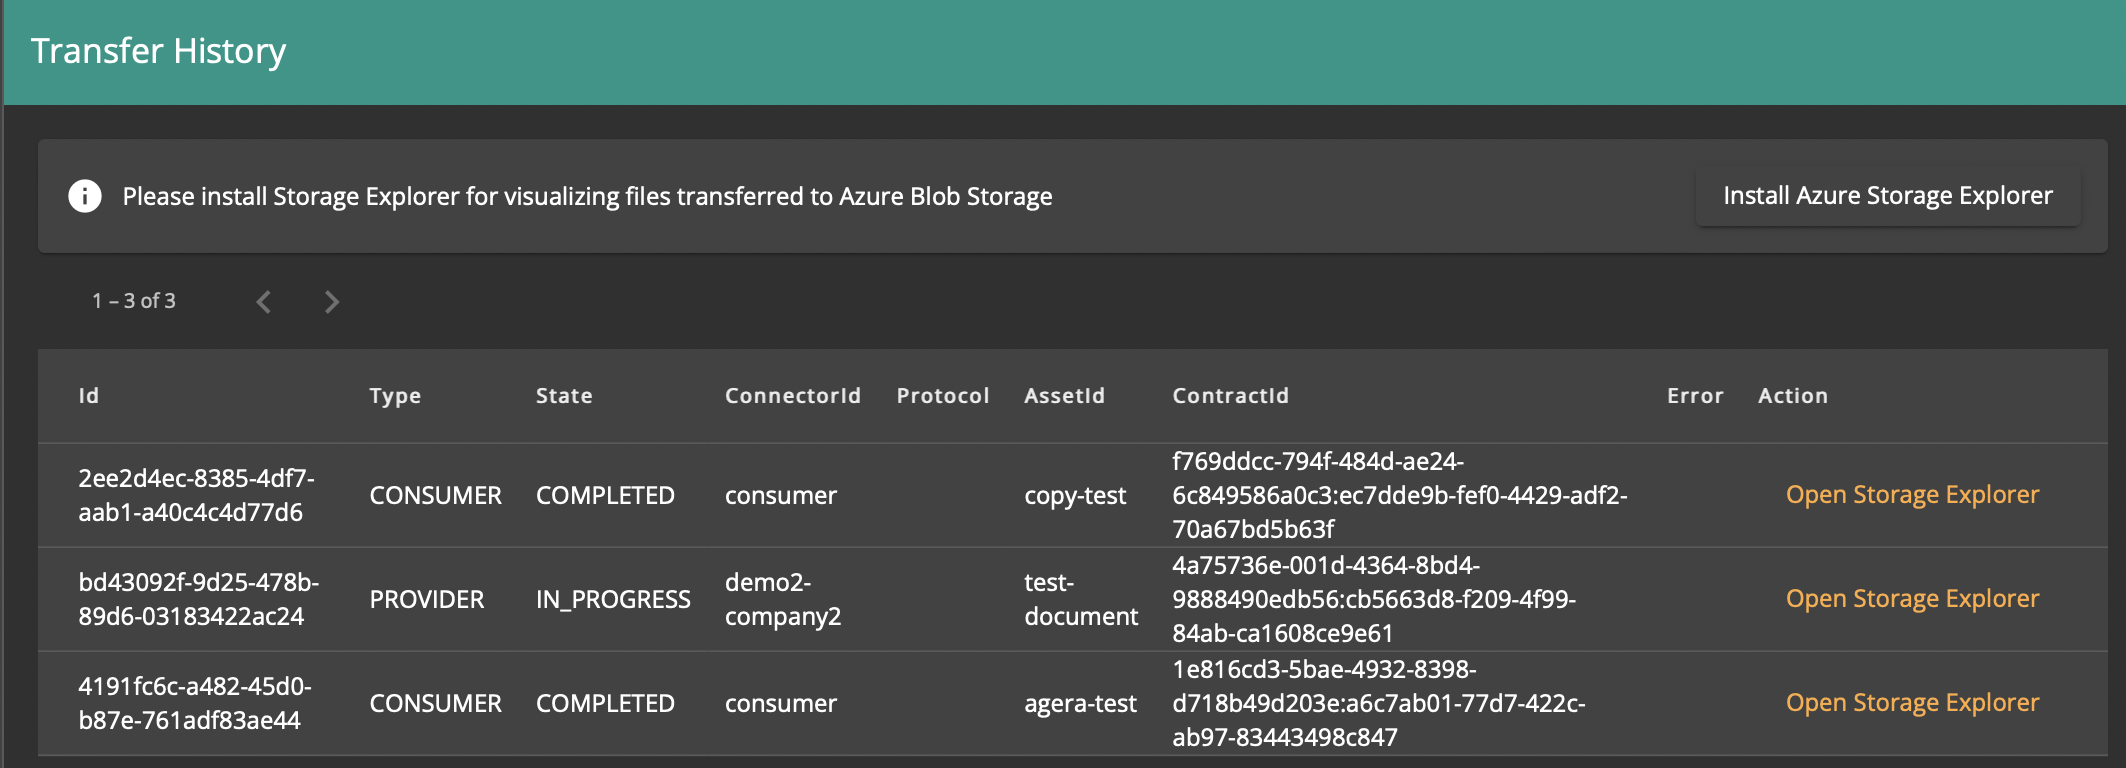 Transfer History
Please install Storage Explorer for visualizing files transferred to Azure Blob Storage
Install Azure Storage Explorer
1 – 3 of 3
Id Type State ConnectorId Protocol AssetId ContractId Error Action
2ee2d4ec-8385-4df7-
aab1-a40c4c4d77d6
CONSUMER
COMPLETED
consumer
copy-test
f769ddcc-794f-484d-ae24-
6c849586a0c3:ec7dde9b-fef0-4429-adf2-
70a67bd5b63f
Open Storage Explorer
bd43092f-9d25-478b-
89d6-03183422ac24
PROVIDER
IN_PROGRESS
demo2-
company2
test-
document
4a75736e-001d-4364-8bd4-
9888490edb56:cb5663d8-f209-4f99-
84ab-ca1608ce9e61
Open Storage Explorer
4191fc6c-a482-45d0-
b87e-761adf83ae44
CONSUMER
COMPLETED
consumer
agera-test
1e816cd3-5bae-4932-8398-
d718b49d203e:a6c7ab01-77d7-422c-
ab97-83443498c847
Open Storage Explorer